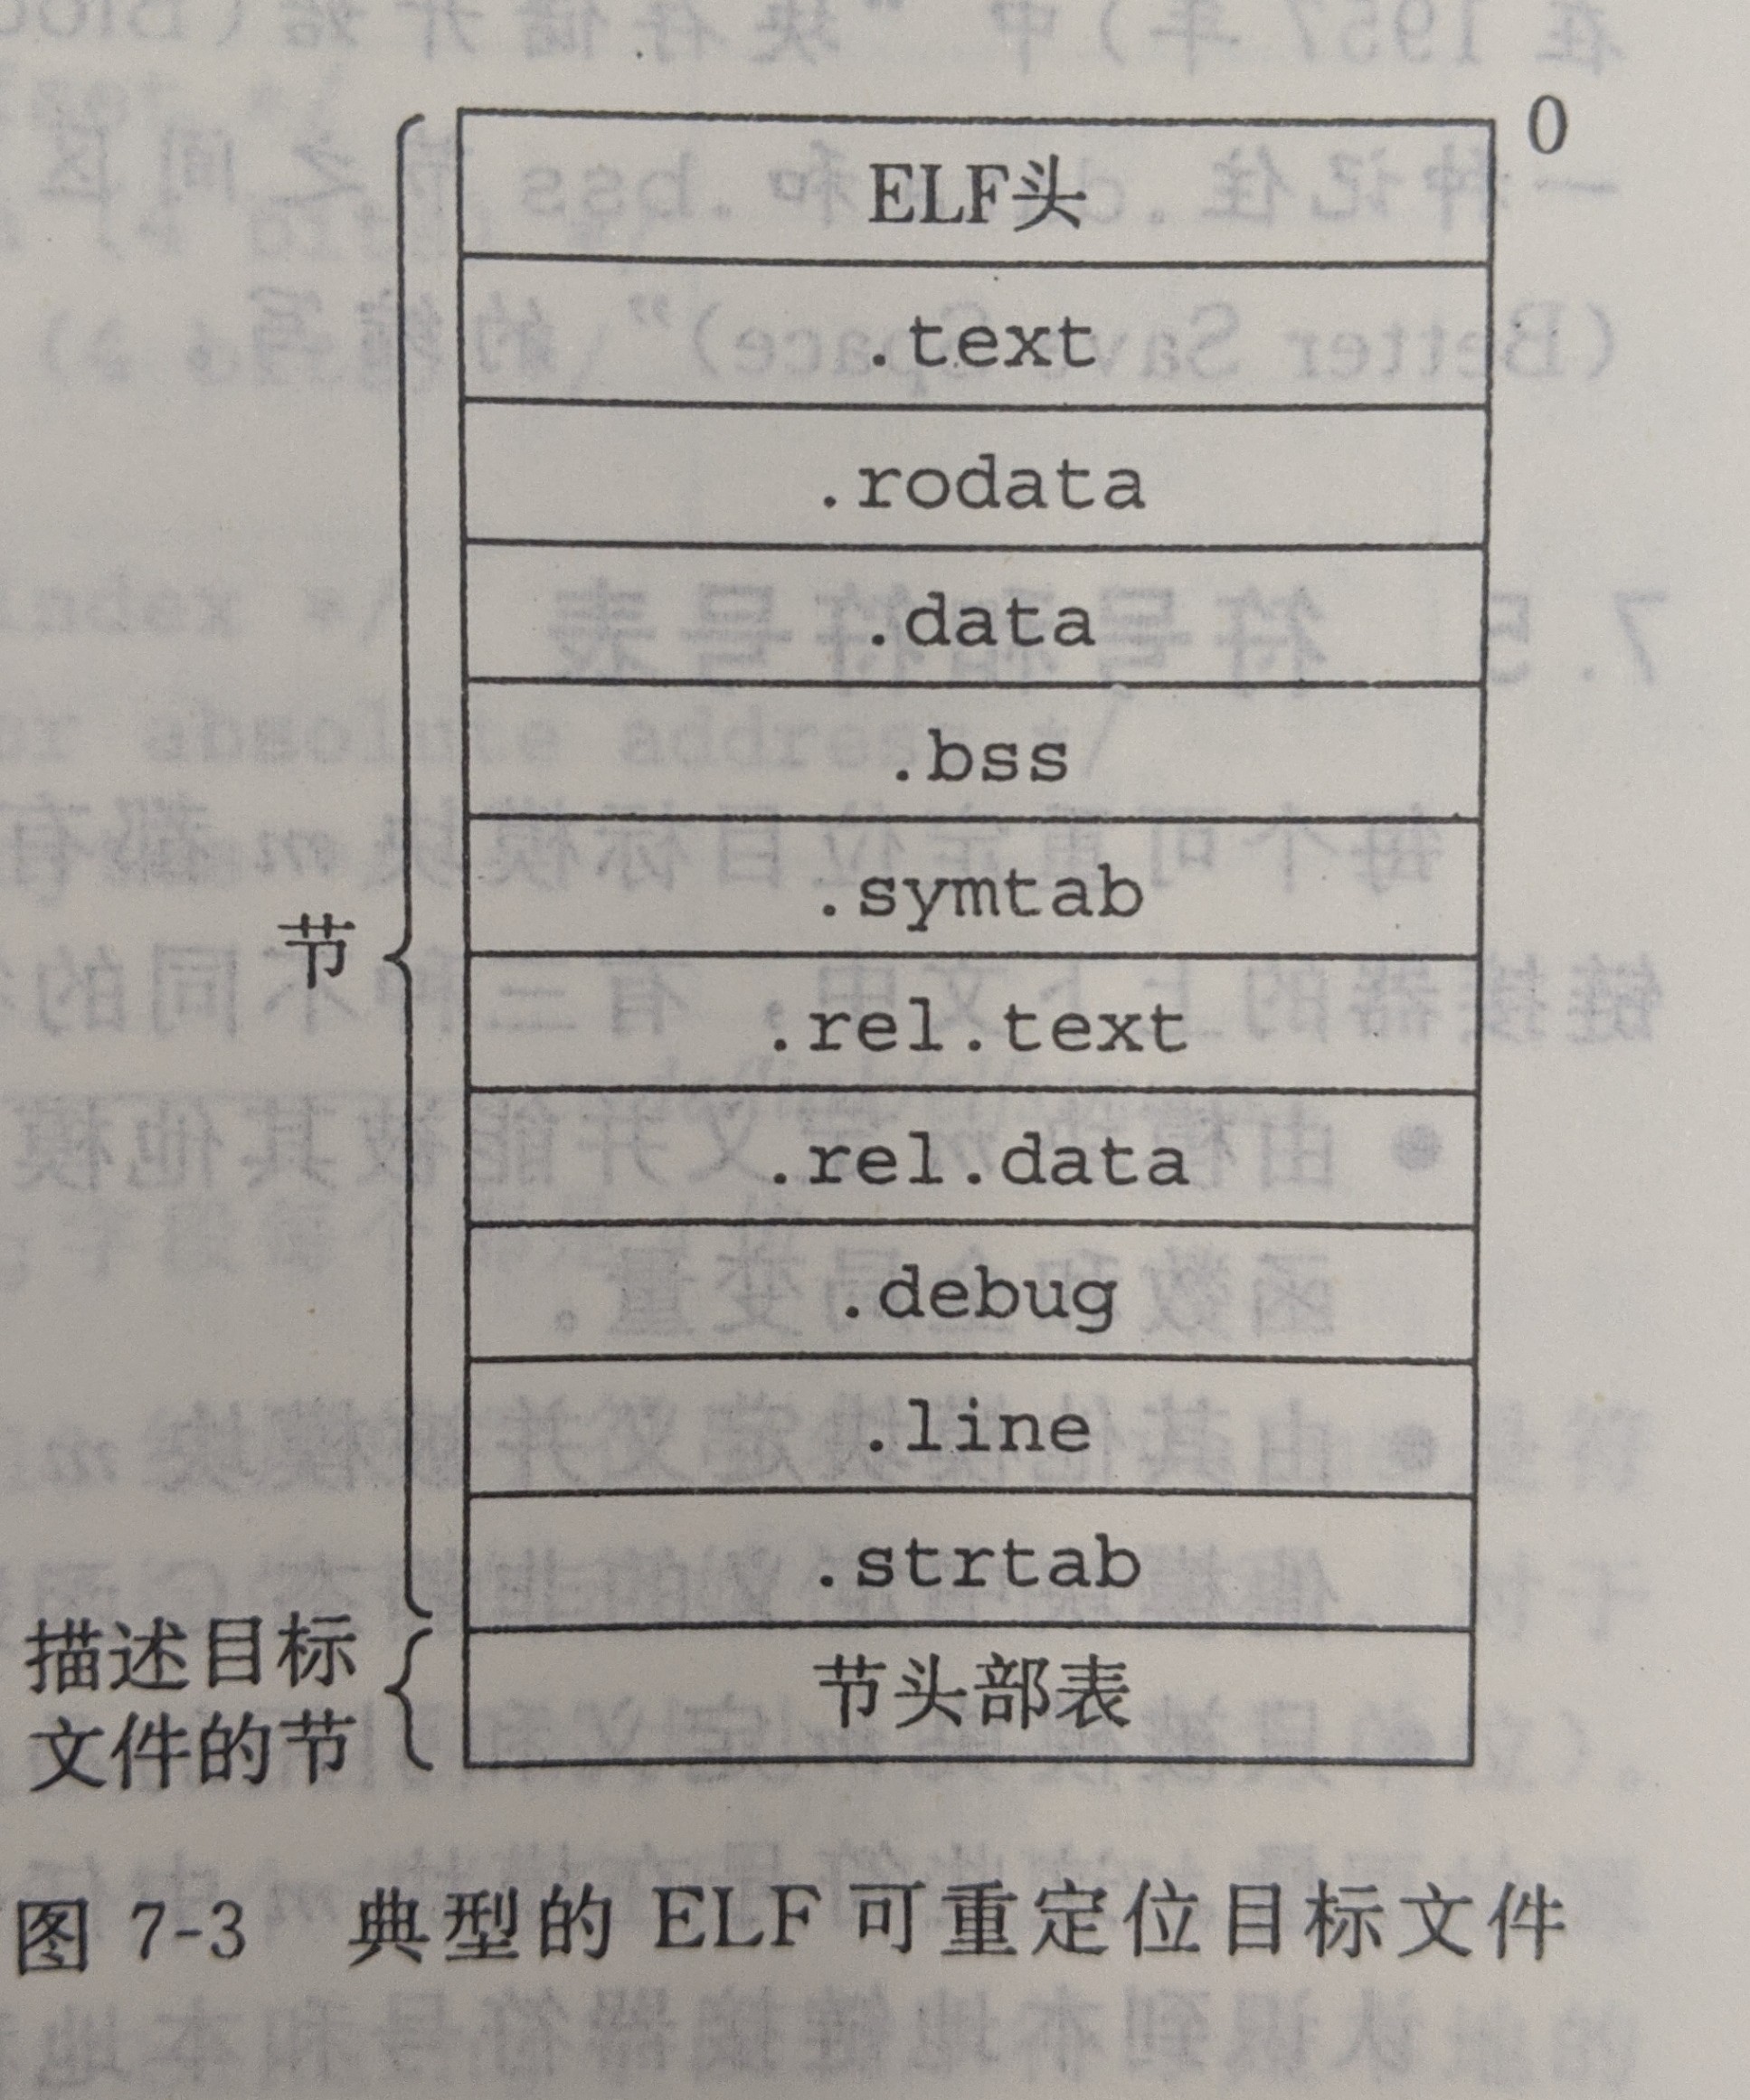 0
ELF头
.text
.rodata
.data
.bss
.symtab
节
.rel.text
.rel.data
.debug
.line
.strtab
描述目标
文件的节
节头部表
图 7-3 典型的 ELF 可重定位目标文件